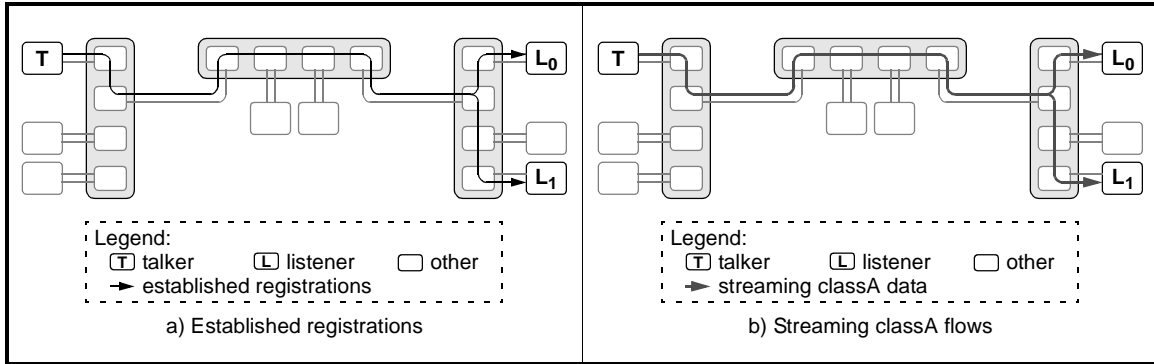 T
L0
L1
Legend:
T talker L listener other
established registrations
a) Established registrations
T
L0
L1
Legend:
T talker L listener other
streaming classA data
b) Streaming classA flows